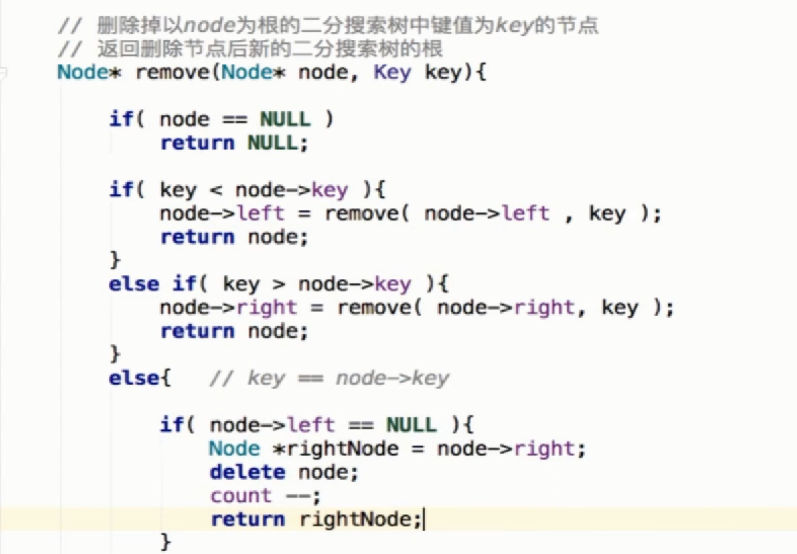 // 删除掉以node为根的二分搜索树中键值为key的节点
// 返回删除节点后新的二分搜索树的根
Node* remove(Node* node, Key key){
if( node == NULL )
return NULL;
if( key < node->key ){
node->left = remove( node->left , key );
return node;
}
else if( key > node->key ){
node->right = remove( node->right, key );
return node;
}
else{   // key == node->key
if( node->left == NULL ){
Node *rightNode = node->right;
delete node;
count --;
return rightNode;
}